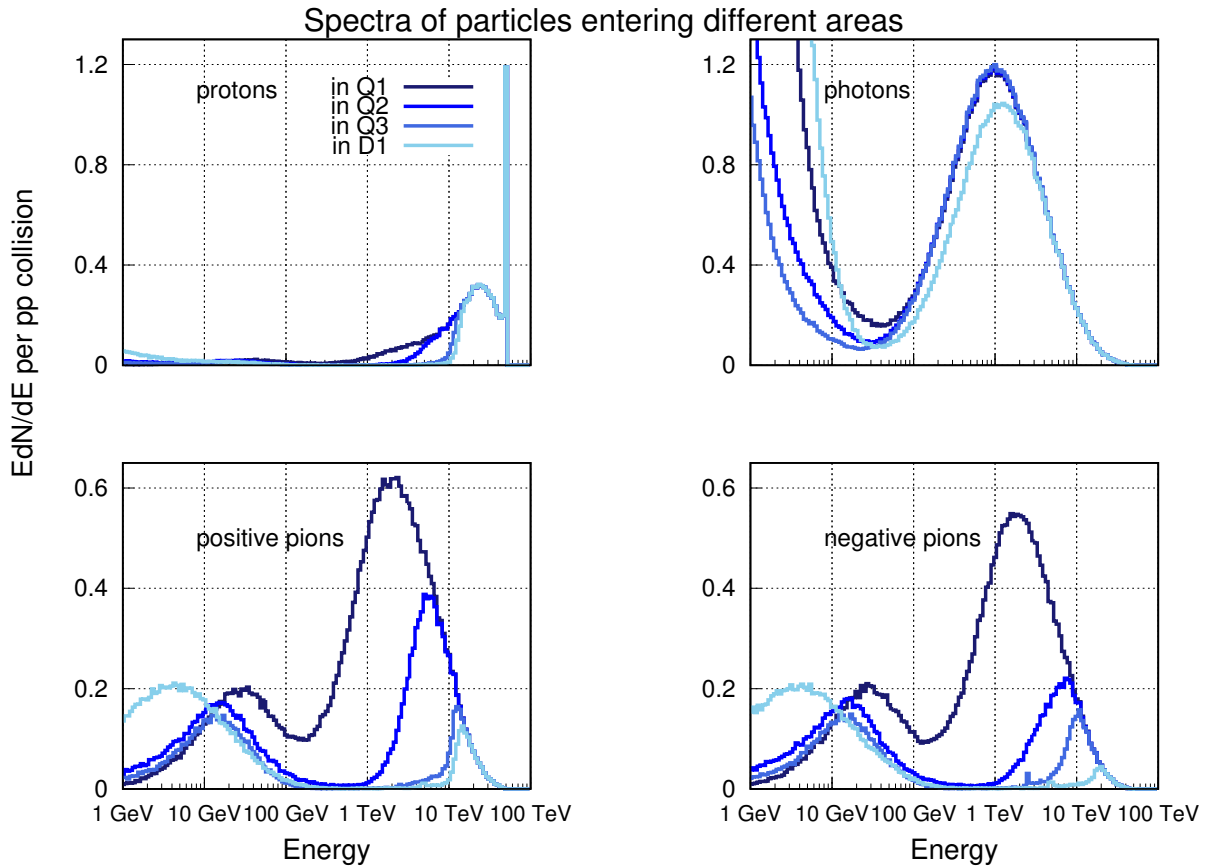 Spectra of particles entering different areas
EdN/dE per pp collision
1.2
0.8
0.4
0
protons
in Q1
in Q2
in Q3
in D1
1.2
0.8
0.4
0
photons
0.6
0.4
0.2
0
positive pions
1 GeV 10 GeV 100 GeV 1 TeV 10 TeV 100 TeV
Energy
0.6
0.4
0.2
0
negative pions
1 GeV 10 GeV 100 GeV 1 TeV 10 TeV 100 TeV
Energy